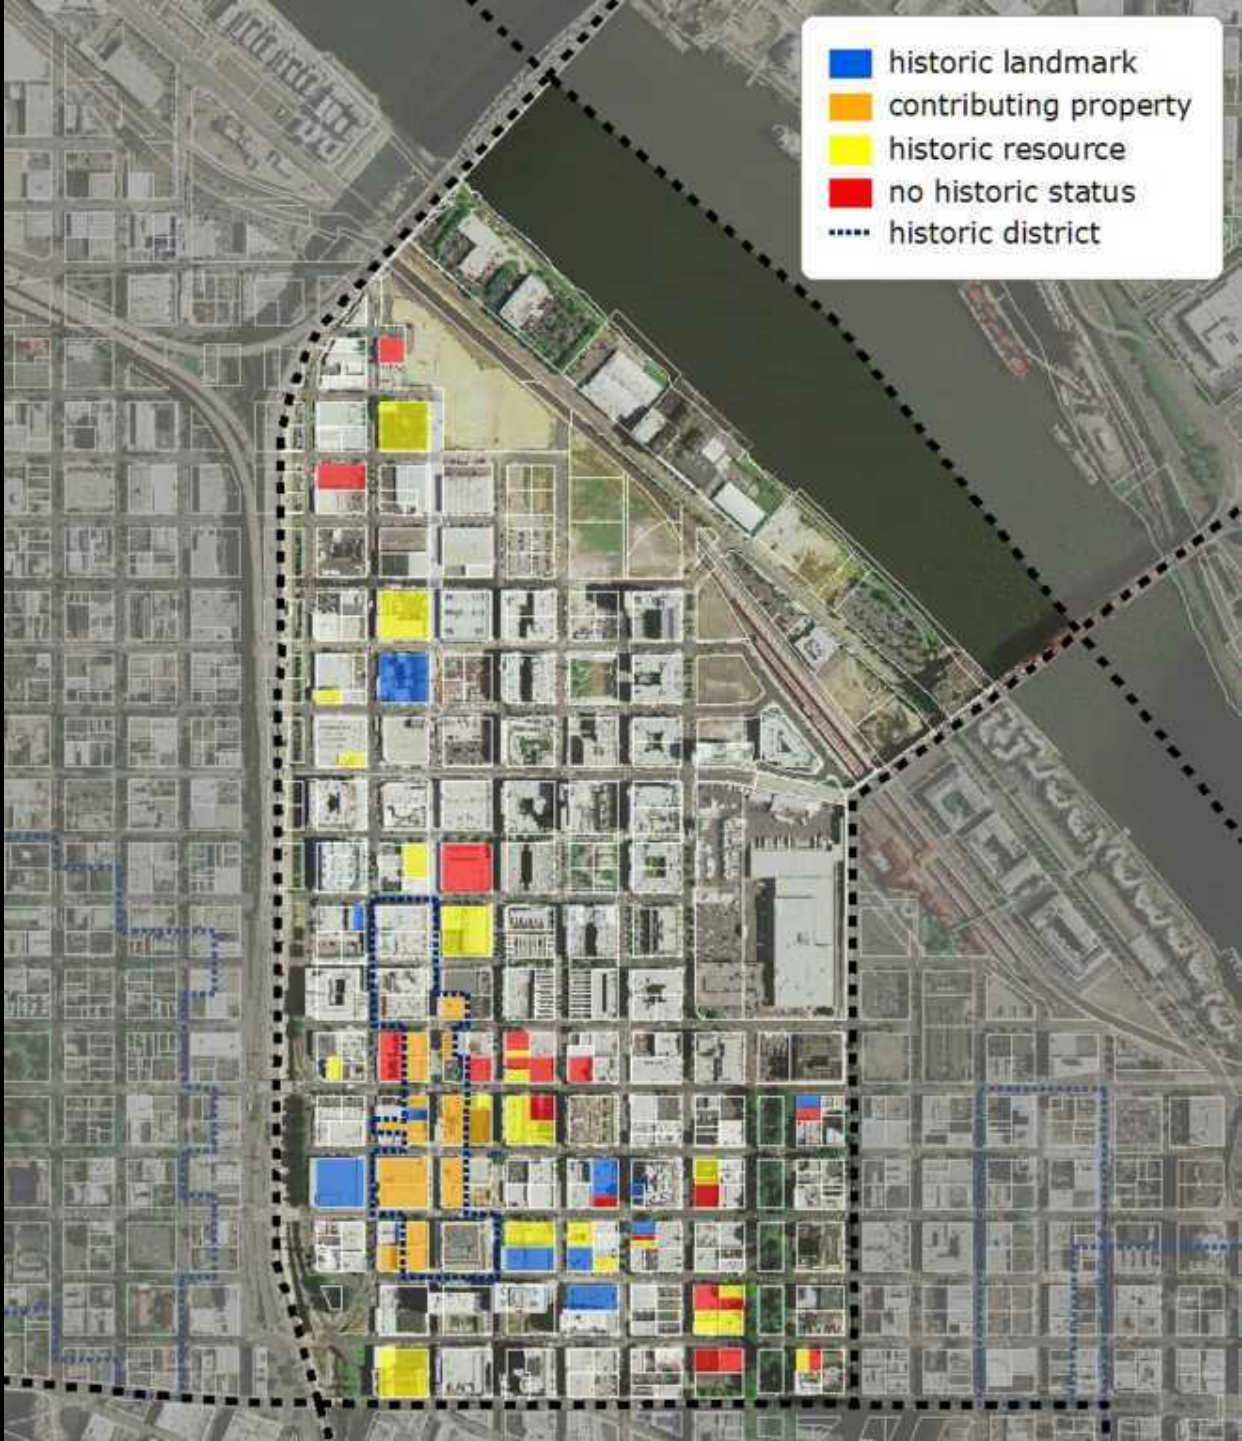 historic landmark
contributing property
historic resource
no historic status
historic district